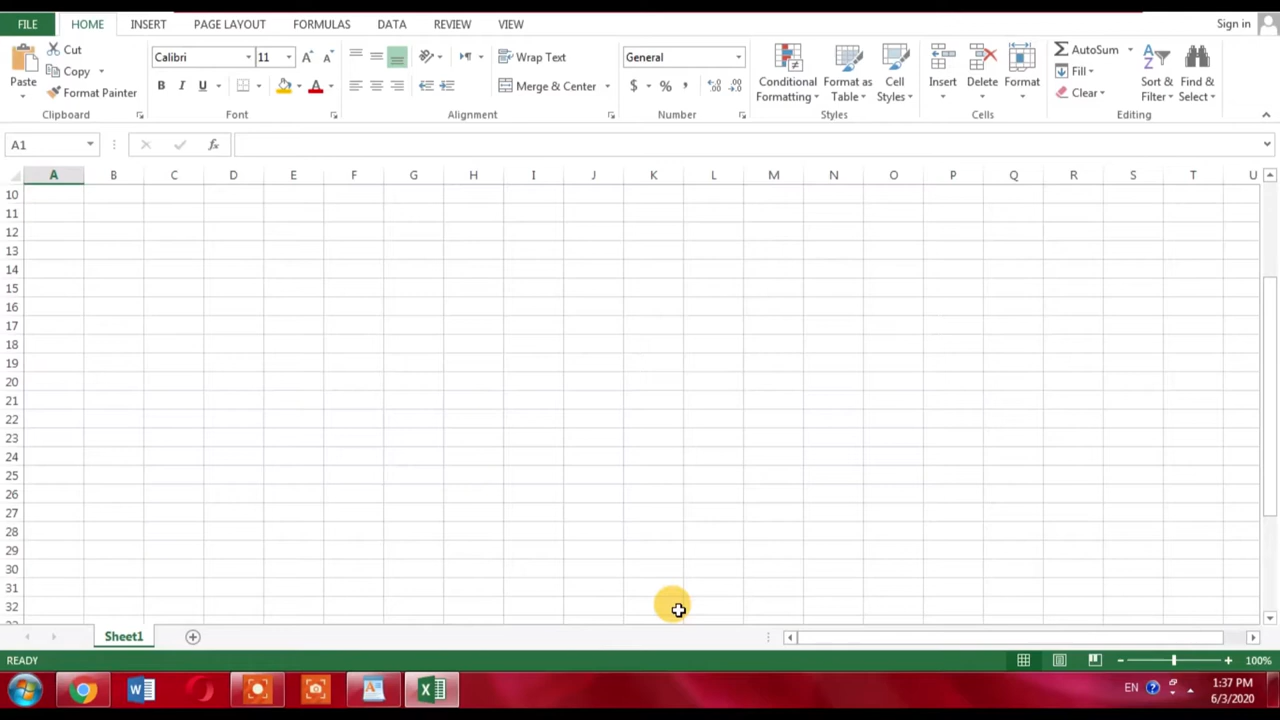 FILE HOME INSERT PAGE LAYOUT FORMULAS DATA REVIEW VIEW Sign in
Paste
Cut
Copy
Format Painter
Clipboard
Calibri 11
B I U A
Font
Wrap Text
Merge & Center
Alignment
General
$ % ,
Number
Conditional Formatting
Format as Table
Cell Styles
Styles
Insert
Delete
Format
Cells
AutoSum
Fill
Clear
Sort & Filter
Find & Select
Editing
A1 fx
A B C D E F G H I J K L M N O P Q R S T U
10
11
12
13
14
15
16
17
18
19
20
21
22
23
24
25
26
27
28
29
30
31
32
Sheet1
READY 100%
EN 1:37 PM
6/3/2020